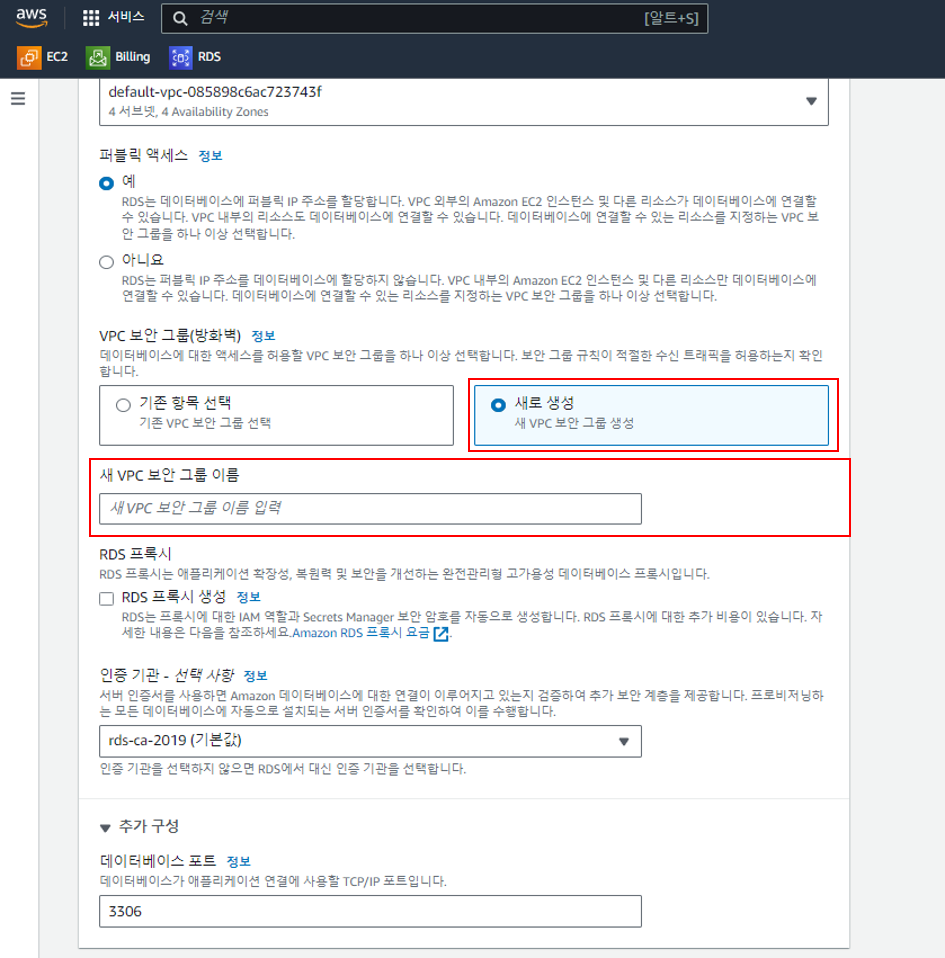 aws
서비스
검색
[알트+S]
EC2
Billing
RDS
default-vpc-085898c6ac723743f
4 서브넷, 4 Availability Zones
퍼블릭 액세스 정보
예
RDS는 데이터베이스에 퍼블릭 IP 주소를 할당합니다. VPC 외부의 Amazon EC2 인스턴스 및 다른 리소스가 데이터베이스에 연결할
수 있습니다. VPC 내부의 리소스도 데이터베이스에 연결할 수 있습니다. 데이터베이스에 연결할 수 있는 리소스를 지정하는 VPC 보
안 그룹을 하나 이상 선택합니다.
아니요
RDS는 퍼블릭 IP 주소를 데이터베이스에 할당하지 않습니다. VPC 내부의 Amazon EC2 인스턴스 및 다른 리소스만 데이터베이스에
연결할 수 있습니다. 데이터베이스에 연결할 수 있는 리소스를 지정하는 VPC 보안 그룹을 하나 이상 선택합니다.
VPC 보안 그룹(방화벽) 정보
데이터베이스에 대한 액세스를 허용할 VPC 보안 그룹을 하나 이상 선택합니다. 보안 그룹 규칙이 적절한 수신 트래픽을 허용하는지 확인
합니다.
기존 항목 선택
기존 VPC 보안 그룹 선택
새로 생성
새 VPC 보안 그룹 생성
새 VPC 보안 그룹 이름
새 VPC 보안 그룹 이름 입력
RDS 프록시
RDS 프록시는 애플리케이션 확장성, 복원력 및 보안을 개선하는 완전관리형 고가용성 데이터베이스 프록시입니다.
RDS 프록시 생성 정보
RDS는 프록시에 대한 IAM 역할과 Secrets Manager 보안 암호를 자동으로 생성합니다. RDS 프록시에 대한 추가 비용이 있습니다. 자
세한 내용은 다음을 참조하세요.Amazon RDS 프록시 요금.
인증 기관 - 선택 사항 정보
서버 인증서를 사용하면 Amazon 데이터베이스에 대한 연결이 이루어지고 있는지 검증하여 추가 보안 계층을 제공합니다. 프로비저닝하
는 모든 데이터베이스에 자동으로 설치되는 서버 인증서를 확인하여 이를 수행합니다.
rds-ca-2019 (기본값)
인증 기관을 선택하지 않으면 RDS에서 대신 인증 기관을 선택합니다.
추가 구성
데이터베이스 포트 정보
데이터베이스가 애플리케이션 연결에 사용할 TCP/IP 포트입니다.
3306